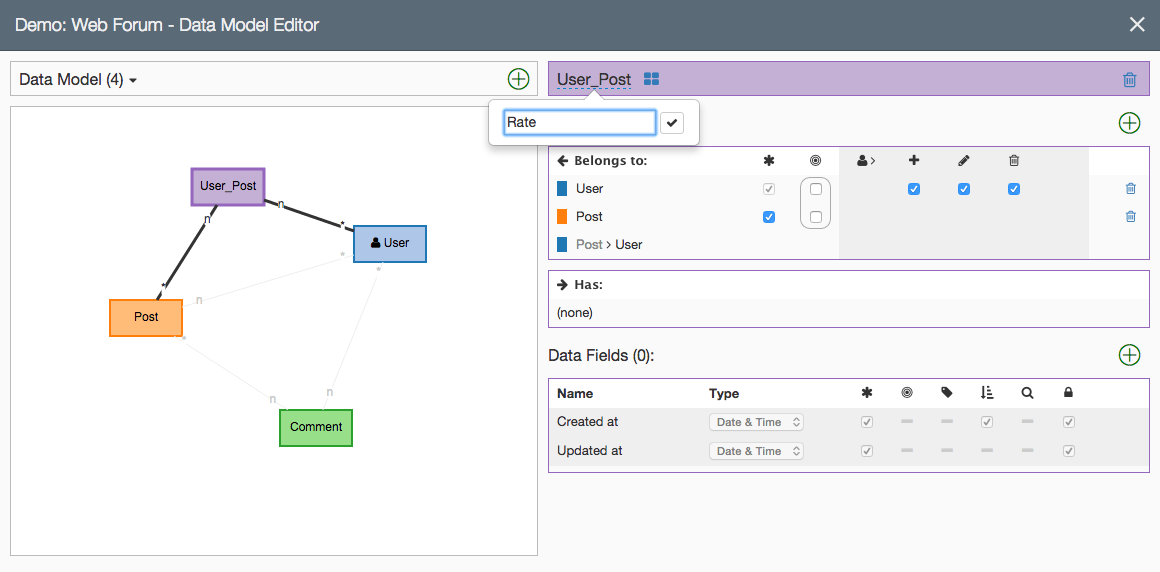 Demo: Web Forum - Data Model Editor
Data Model (4)
User_Post
Rate
User_Post
n
n
*
User
*
*
*
n
Post
*
n
n
Comment
Belongs to:
User
Post
Post > User
Has:
(none)
Data Fields (0):
Name Type
Created at Date & Time
Updated at Date & Time